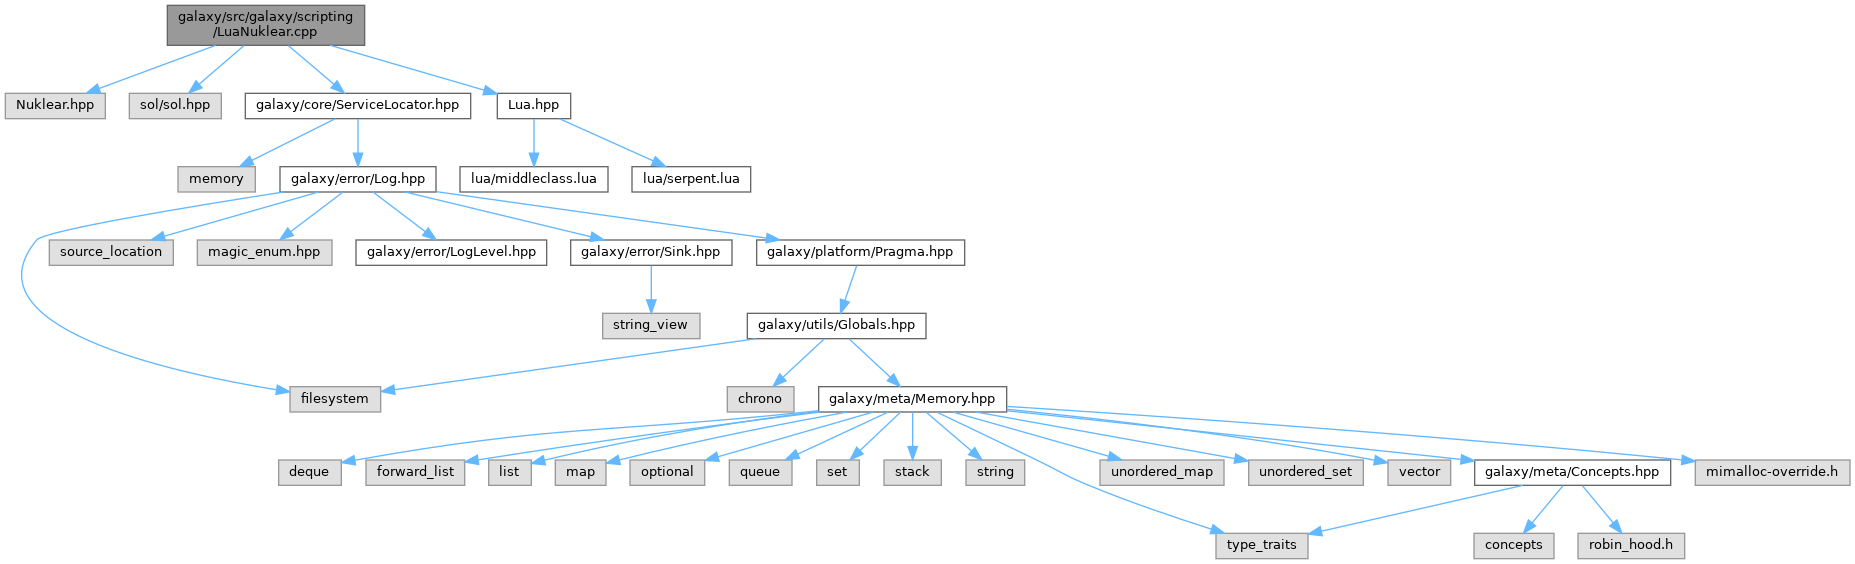 galaxy/src/galaxy/scripting
/LuaNuklear.cpp
Nuklear.hpp
sol/sol.hpp
galaxy/core/ServiceLocator.hpp
Lua.hpp
memory
galaxy/error/Log.hpp
lua/middleclass.lua
lua/serpent.lua
source_location
magic_enum.hpp
galaxy/error/LogLevel.hpp
galaxy/error/Sink.hpp
galaxy/platform/Pragma.hpp
string_view
galaxy/utils/Globals.hpp
filesystem
chrono
galaxy/meta/Memory.hpp
deque
forward_list
list
map
optional
queue
set
stack
string
unordered_map
unordered_set
vector
galaxy/meta/Concepts.hpp
mimalloc-override.h
type_traits
concepts
robin_hood.h